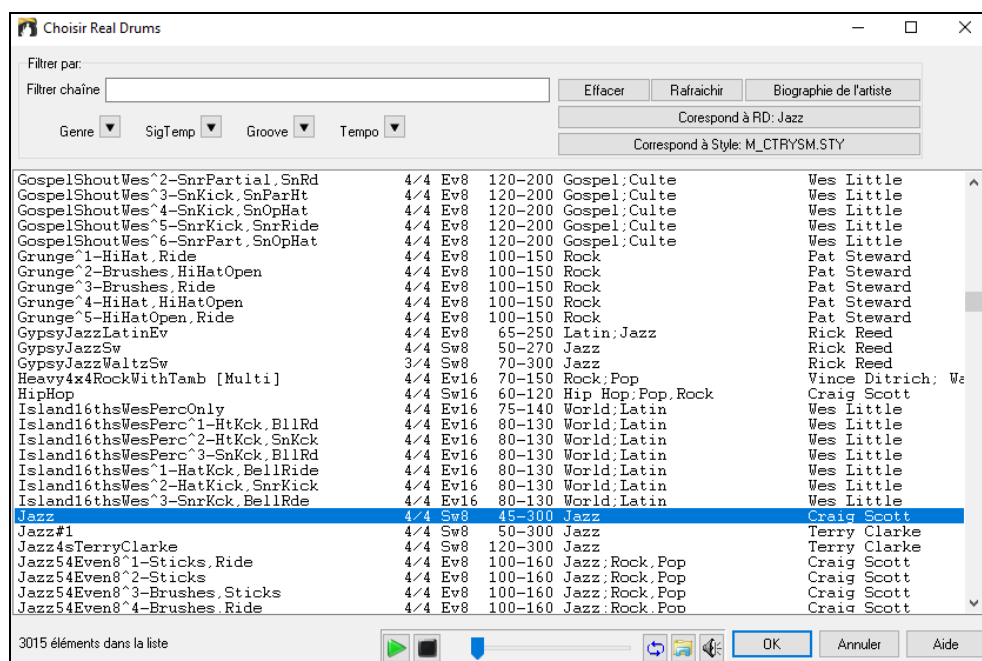 Choisir Real Drums
Filtrer par:
Filtrer chaîne Effacer Rafraichir Biographie de l'artiste
Corespond à RD: Jazz
Genre SigTemp Groove Tempo
Correspond à Style: M_CTRYSM.STY
GospelShoutWes^2-SnrPartial,SnRd 4/4 Ev8 120-200 Gospel;Culte Wes Little
GospelShoutWes^3-SnKick,SnParHt 4/4 Ev8 120-200 Gospel;Culte Wes Little
GospelShoutWes^4-SnKick,SnOpHat 4/4 Ev8 120-200 Gospel;Culte Wes Little
GospelShoutWes^5-SnrKick,SnrRide 4/4 Ev8 120-200 Gospel;Culte Wes Little
GospelShoutWes^6-SnrPart,SnOpHat 4/4 Ev8 120-200 Gospel;Culte Wes Little
Grunge^1-HiHat,Ride 4/4 Ev8 100-150 Rock Pat Steward
Grunge^2-Brushes,HiHatOpen 4/4 Ev8 100-150 Rock Pat Steward
Grunge^3-Brushes,Ride 4/4 Ev8 100-150 Rock Pat Steward
Grunge^4-HiHat,HiHatOpen 4/4 Ev8 100-150 Rock Pat Steward
Grunge^5-HiHatOpen,Ride 4/4 Ev8 100-150 Rock Pat Steward
GypsyJazzLatinEv 4/4 Ev8 65-250 Latin;Jazz Rick Reed
GypsyJazzSw 4/4 Sw8 50-270 Jazz Rick Reed
GypsyJazzWaltzSw 3/4 Sw8 70-300 Jazz Rick Reed
Heavy4x4RockWithTamb [Multi] 4/4 Ev16 70-150 Rock;Pop Vince Ditrich; Wa
HipHop 4/4 Sw16 60-120 Hip Hop;Pop,Rock Craig Scott
Island16thsWesPercOnly 4/4 Ev16 75-140 World;Latin Wes Little
Island16thsWesPerc^1-HtKck,BllRd 4/4 Ev16 80-130 World;Latin Wes Little
Island16thsWesPerc^2-HtKck,SnKck 4/4 Ev16 80-130 World;Latin Wes Little
Island16thsWesPerc^3-SnKck,BllRd 4/4 Ev16 80-130 World;Latin Wes Little
Island16thsWes^1-HatKck,BellRide 4/4 Ev16 80-130 World;Latin Wes Little
Island16thsWes^2-HatKick,SnrKick 4/4 Ev16 80-130 World;Latin Wes Little
Island16thsWes^3-SnrKck,BellRde 4/4 Ev16 80-130 World;Latin Wes Little
Jazz 4/4 Sw8 45-300 Jazz Craig Scott
Jazz#1 4/4 Sw8 50-300 Jazz Terry Clarke
Jazz4sTerryClarke 4/4 Sw8 120-300 Jazz Terry Clarke
Jazz54Even8^1-Sticks,Ride 4/4 Ev8 100-160 Jazz;Rock,Pop Craig Scott
Jazz54Even8^2-Sticks 4/4 Ev8 100-160 Jazz;Rock,Pop Craig Scott
Jazz54Even8^3-Brushes,Sticks 4/4 Ev8 100-160 Jazz;Rock,Pop Craig Scott
Jazz54Even8^4-Brushes,Ride 4/4 Ev8 100-160 Jazz;Rock,Pop Craig Scott
3015 éléments dans la liste OK Annuler Aide